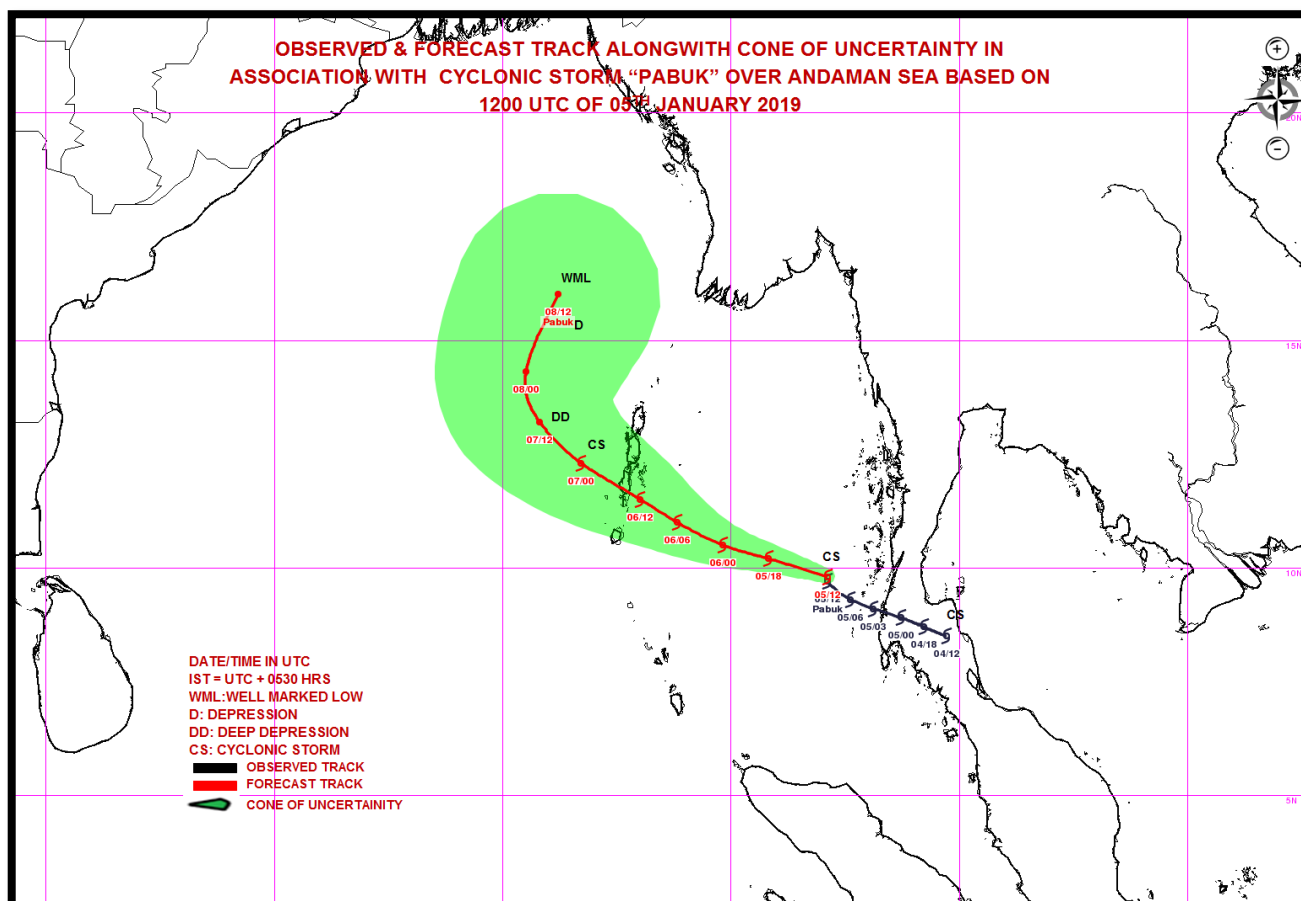 OBSERVED & FORECAST TRACK ALONGWITH CONE OF UNCERTAINTY IN
ASSOCIATION WITH CYCLONIC STORM "PABUK" OVER ANDAMAN SEA BASED ON
1200 UTC OF 05TH JANUARY 2019
20N
WML
08/12
Pabuk
D
15N
08/00
DD
07/12
CS
07/00
06/12
06/06
06/00
CS
05/18
10N
05/12
05/12
Pabuk
05/06
05/03
05/00
CS
04/18
04/12
DATE/TIME IN UTC
IST = UTC + 0530 HRS
WML:WELL MARKED LOW
D: DEPRESSION
DD: DEEP DEPRESSION
CS: CYCLONIC STORM
OBSERVED TRACK
FORECAST TRACK
CONE OF UNCERTAINITY
5N